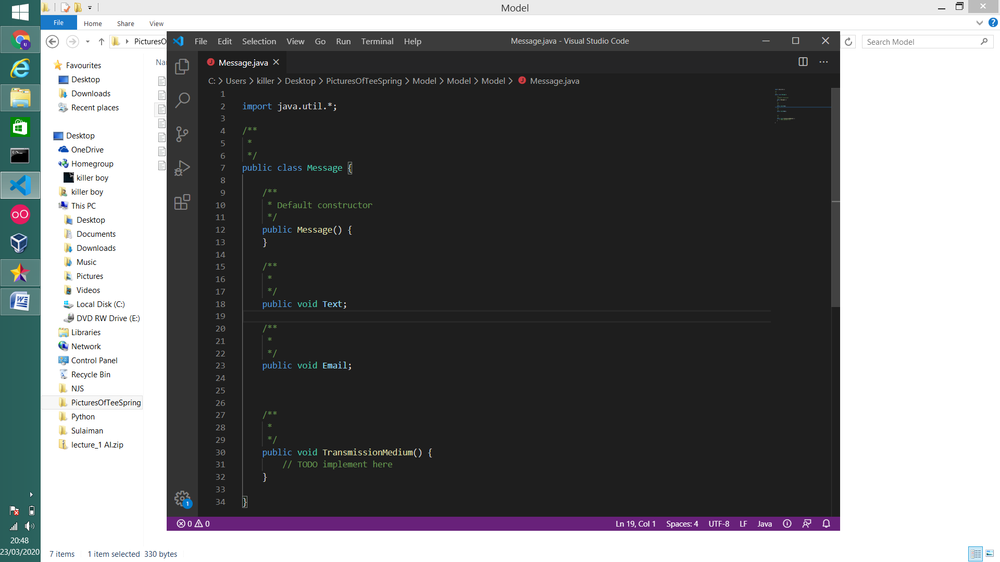 Model
File
Home
Share
View
PicturesO
Search Model
File Edit Selection View Go Run Terminal Help
Message.java - Visual Studio Code
Message.java
C: > Users > killer > Desktop > PicturesOfTeeSpring > Model > Model > Model > Message.java
Favourites
Desktop
Downloads
Recent places
Desktop
OneDrive
Homegroup
killer boy
killer boy
This PC
Desktop
Documents
Downloads
Music
Pictures
Videos
Local Disk (C:)
DVD RW Drive (E:)
Libraries
Network
Control Panel
Recycle Bin
NJS
PicturesOfTeeSpring
Python
Sulaiman
lecture_1 AI.zip
1
2 import java.util.*;
3
4 /**
5 *
6 */
7 public class Message {
8
9 /**
10 * Default constructor
11 */
12 public Message() {
13 }
14
15 /**
16 *
17 */
18 public void Text;
19
20 /**
21 *
22 */
23 public void Email;
24
25
26
27 /**
28 *
29 */
30 public void TransmissionMedium() {
31 // TODO implement here
32 }
33
34 }
1
0 0
Ln 19, Col 1 Spaces: 4 UTF-8 LF Java
20:48
23/03/2020
7 items 1 item selected 330 bytes